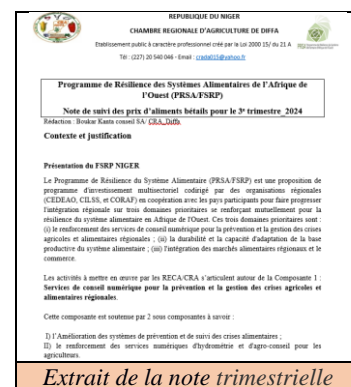 REPUBLIQUE DU NIGER
CHAMBRE REGIONALE D'AGRICULTURE DE DIFFA
Etablissement public à caractère professionnel créé par la Loi 2000 15/ du 21 A
Tél : (227) 20 540 046 - Email : crada015@yahoo.fr
Programme de Résilience des Systèmes Alimentaires de l'Afrique de
l'Ouest (PRSA/FSRP)
Note de suivi des prix d'aliments bétails pour le 3e trimestre_2024
Rédaction : Boukar Kanta conseil SA/ CRA_Diffa
Contexte et justification
Présentation du FSRP NIGER
Le Programme de Résilience du Système Alimentaire (PRSA/FSRP) est une proposition de
programme d'investissement multisectoriel codirigé par des organisations régionales
(CEDEAO, CILSS, et CORAF) en coopération avec les pays participants pour faire progresser
l'intégration régionale sur trois domaines prioritaires se renforçant mutuellement pour la
résilience du système alimentaire en Afrique de l'Ouest. Ces trois domaines prioritaires sont :
(i) le renforcement des services de conseil numérique pour la prévention et la gestion des crises
agricoles et alimentaires régionales ; (ii) la durabilité et la capacité d'adaptation de la base
productive du système alimentaire ; (iii) l'intégration des marchés alimentaires régionaux et le
commerce.
Les activités à mettre en œuvre par les RECA/CRA s'articulent autour de la Composante 1 :
Services de conseil numérique pour la prévention et la gestion des crises agricoles et
alimentaires régionales.
Cette composante est soutenue par 2 sous composantes à savoir :
I) l'Amélioration des systèmes de prévention et de suivi des crises alimentaires ;
II) le renforcement des services numériques d'hydrométrie et d'agro-conseil pour les
agriculteurs.
Extrait de la note trimestrielle